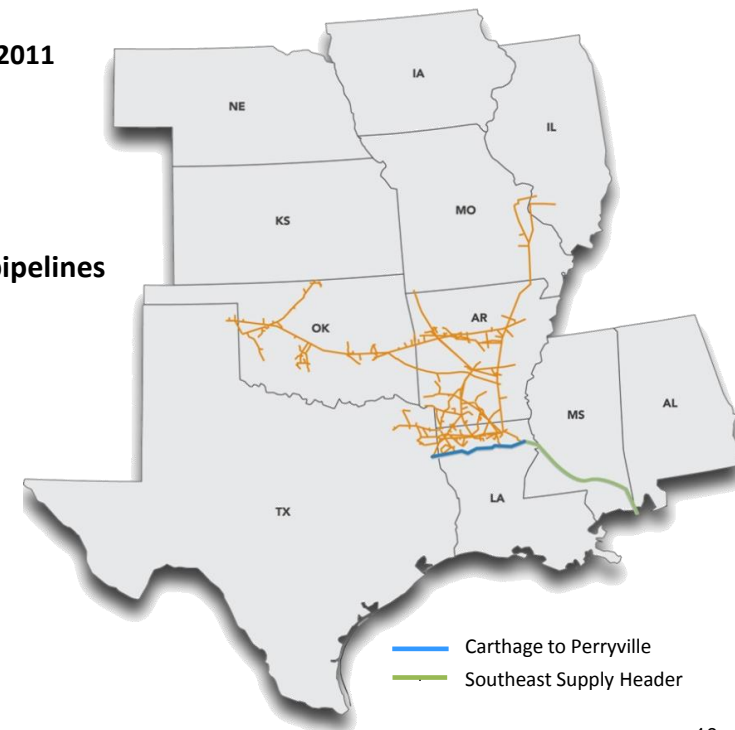 2011
IA
NE
IL
MO
KS
pipelines
AR
OK
MS
AL
LA
TX
Carthage to Perryville
Southeast Supply Header